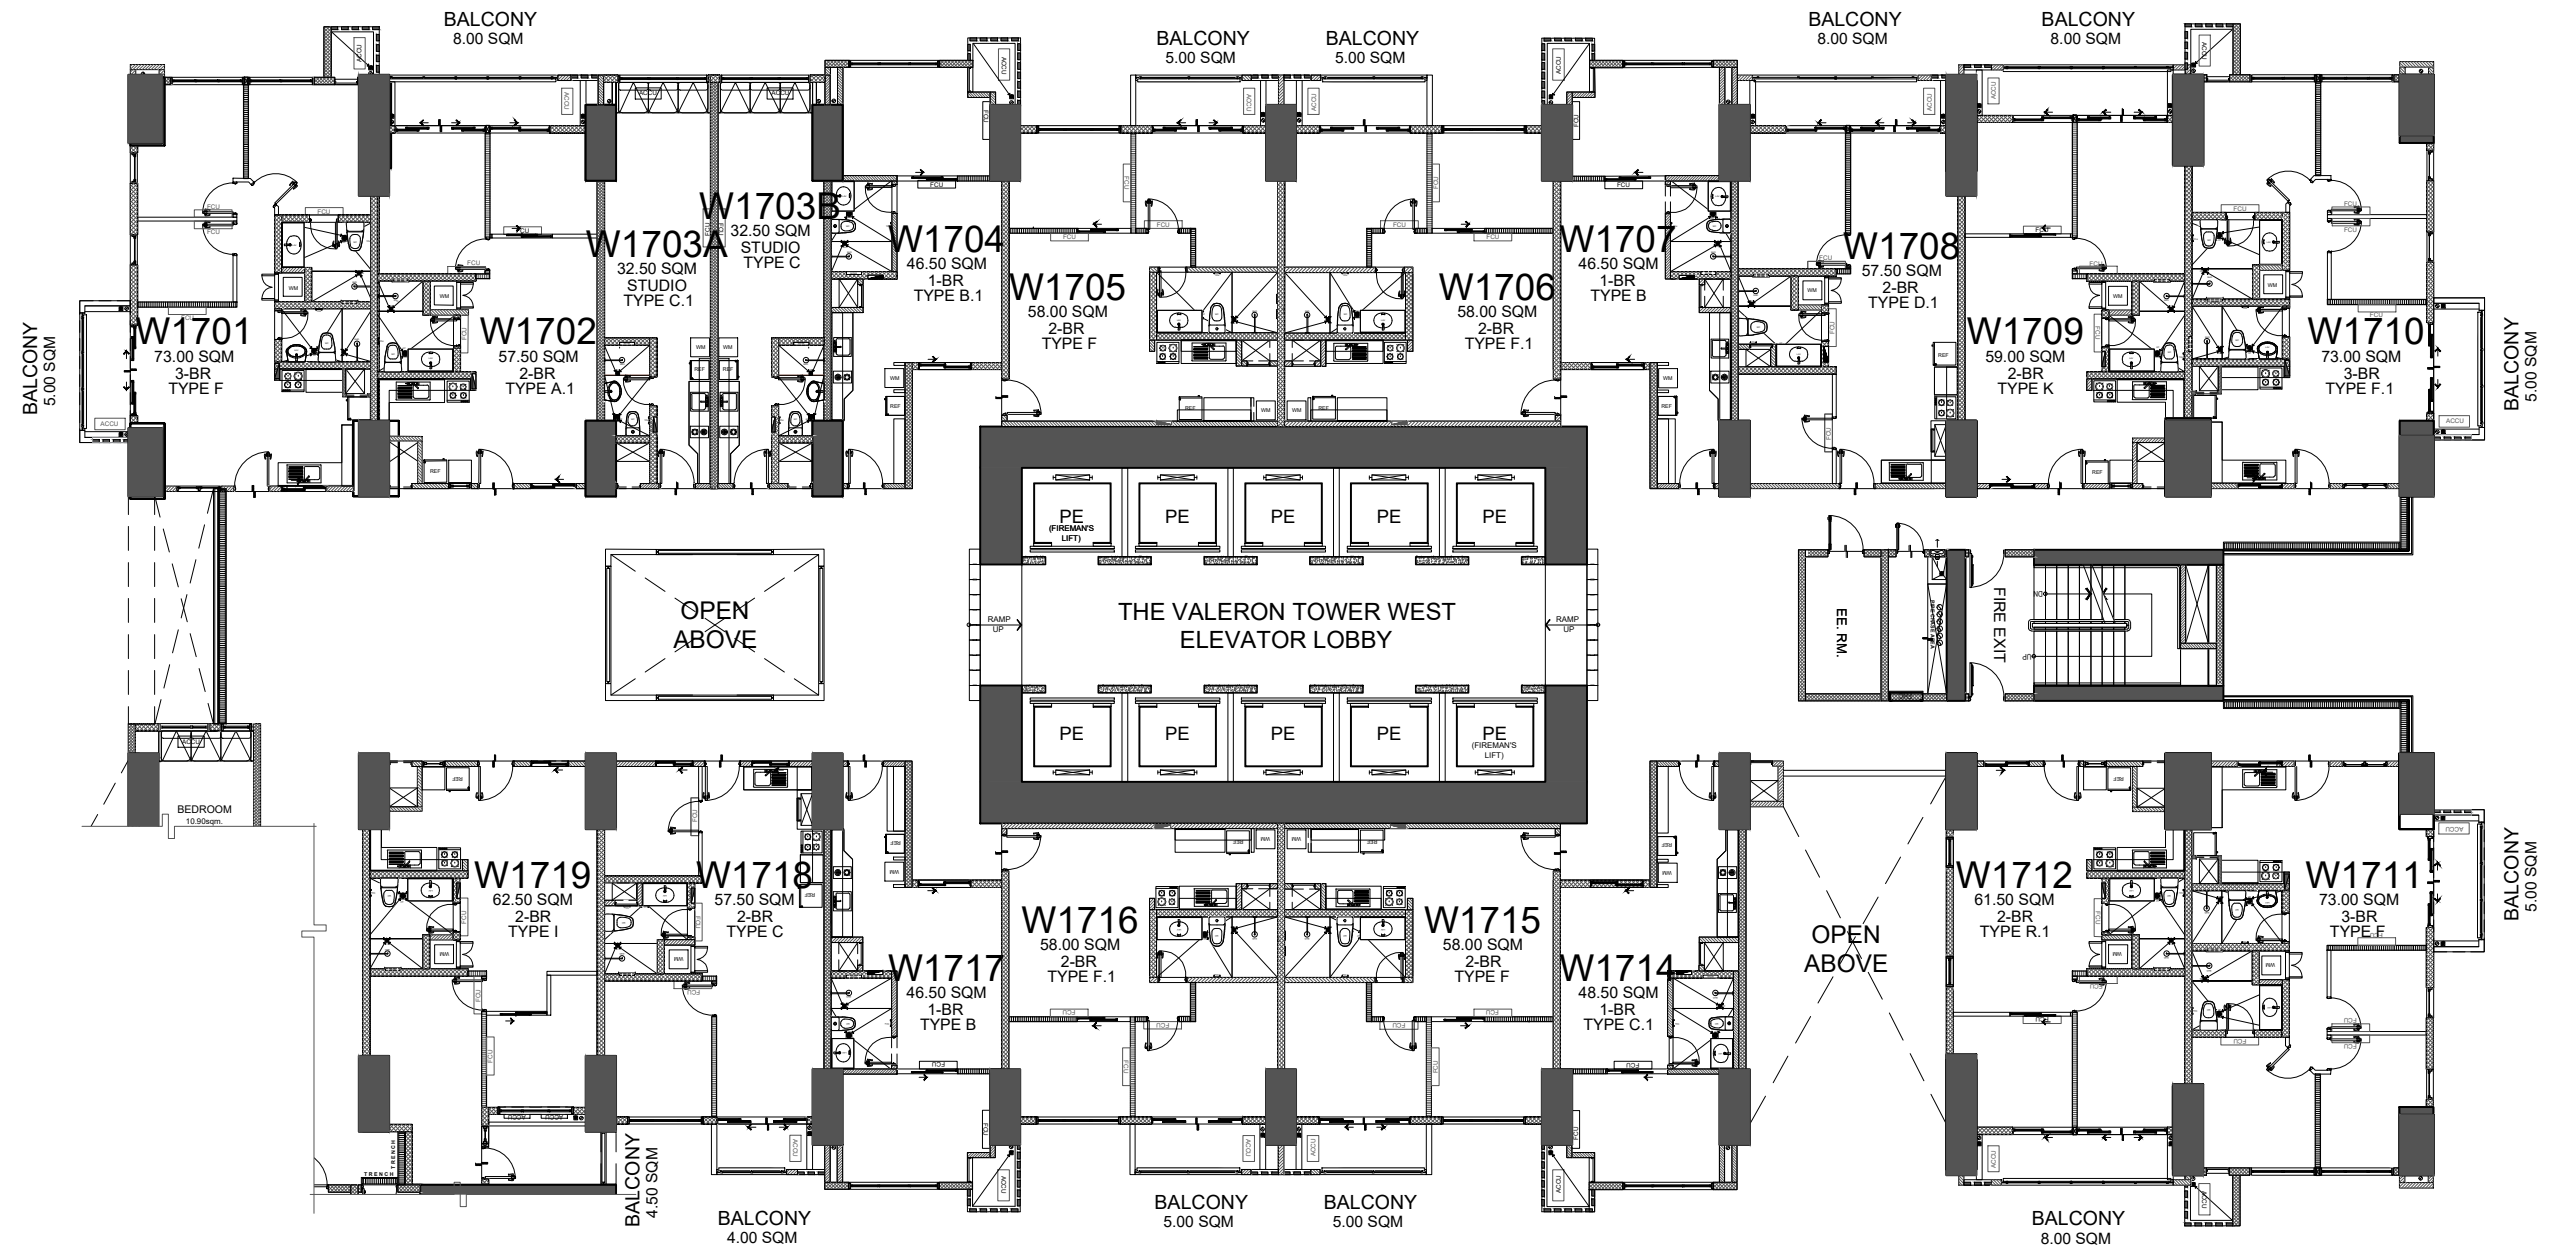 BALCONY
8.00 SQM
BALCONY
5.00 SQM
BALCONY
5.00 SQM
BALCONY
8.00 SQM
BALCONY
8.00 SQM
BALCONY
5.00 SQM
W1701
73.00 SQM
3-BR
TYPE F
W1702
57.50 SQM
2-BR
TYPE A.1
W1703A
32.50 SQM
STUDIO
TYPE C.1
W1703B
32.50 SQM
STUDIO
TYPE C
W1704
46.50 SQM
1-BR
TYPE B.1
W1705
58.00 SQM
2-BR
TYPE F
W1706
58.00 SQM
2-BR
TYPE F.1
W1707
46.50 SQM
1-BR
TYPE B
W1708
57.50 SQM
2-BR
TYPE D.1
W1709
59.00 SQM
2-BR
TYPE K
W1710
73.00 SQM
3-BR
TYPE F.1
BALCONY
5.00 SQM
PE
(FIREMAN'S
LIFT)
PE
PE
PE
PE
OPEN
ABOVE
RAMP
UP
THE VALERON TOWER WEST
ELEVATOR LOBBY
RAMP
UP
EE. RM.
FIRE EXIT
DN
UP
PE
PE
PE
PE
PE
(FIREMAN'S
LIFT)
BEDROOM
10.90sqm.
W1719
62.50 SQM
2-BR
TYPE I
W1718
57.50 SQM
2-BR
TYPE C
W1717
46.50 SQM
1-BR
TYPE B
W1716
58.00 SQM
2-BR
TYPE F.1
W1715
58.00 SQM
2-BR
TYPE F
W1714
48.50 SQM
1-BR
TYPE C.1
OPEN
ABOVE
W1712
61.50 SQM
2-BR
TYPE R.1
W1711
73.00 SQM
3-BR
TYPE F
BALCONY
5.00 SQM
TRENCH
TRENCH
BALCONY
4.50 SQM
BALCONY
4.00 SQM
BALCONY
5.00 SQM
BALCONY
5.00 SQM
BALCONY
8.00 SQM